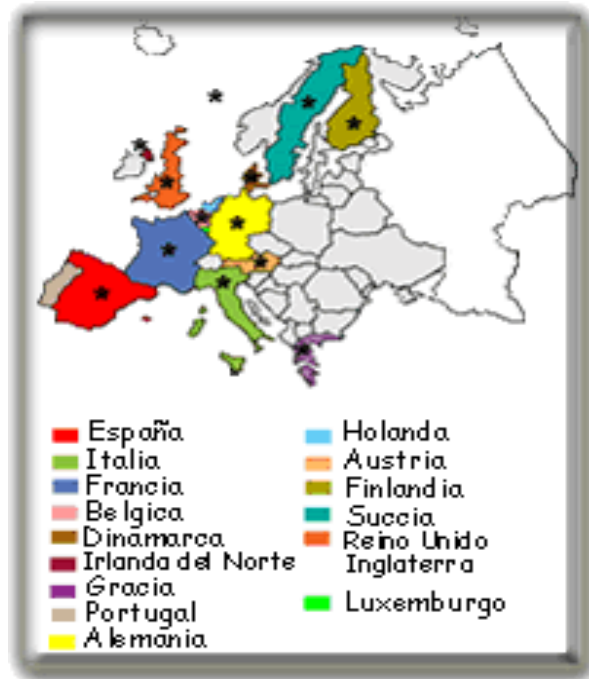 España
Italia
Francia
Belgica
Dinamarca
Irlanda del Norte
Gracia
Portugal
Alemania
Holanda
Austria
Finlandia
Succia
Reino Unido
Inglaterra
Luxemburgo